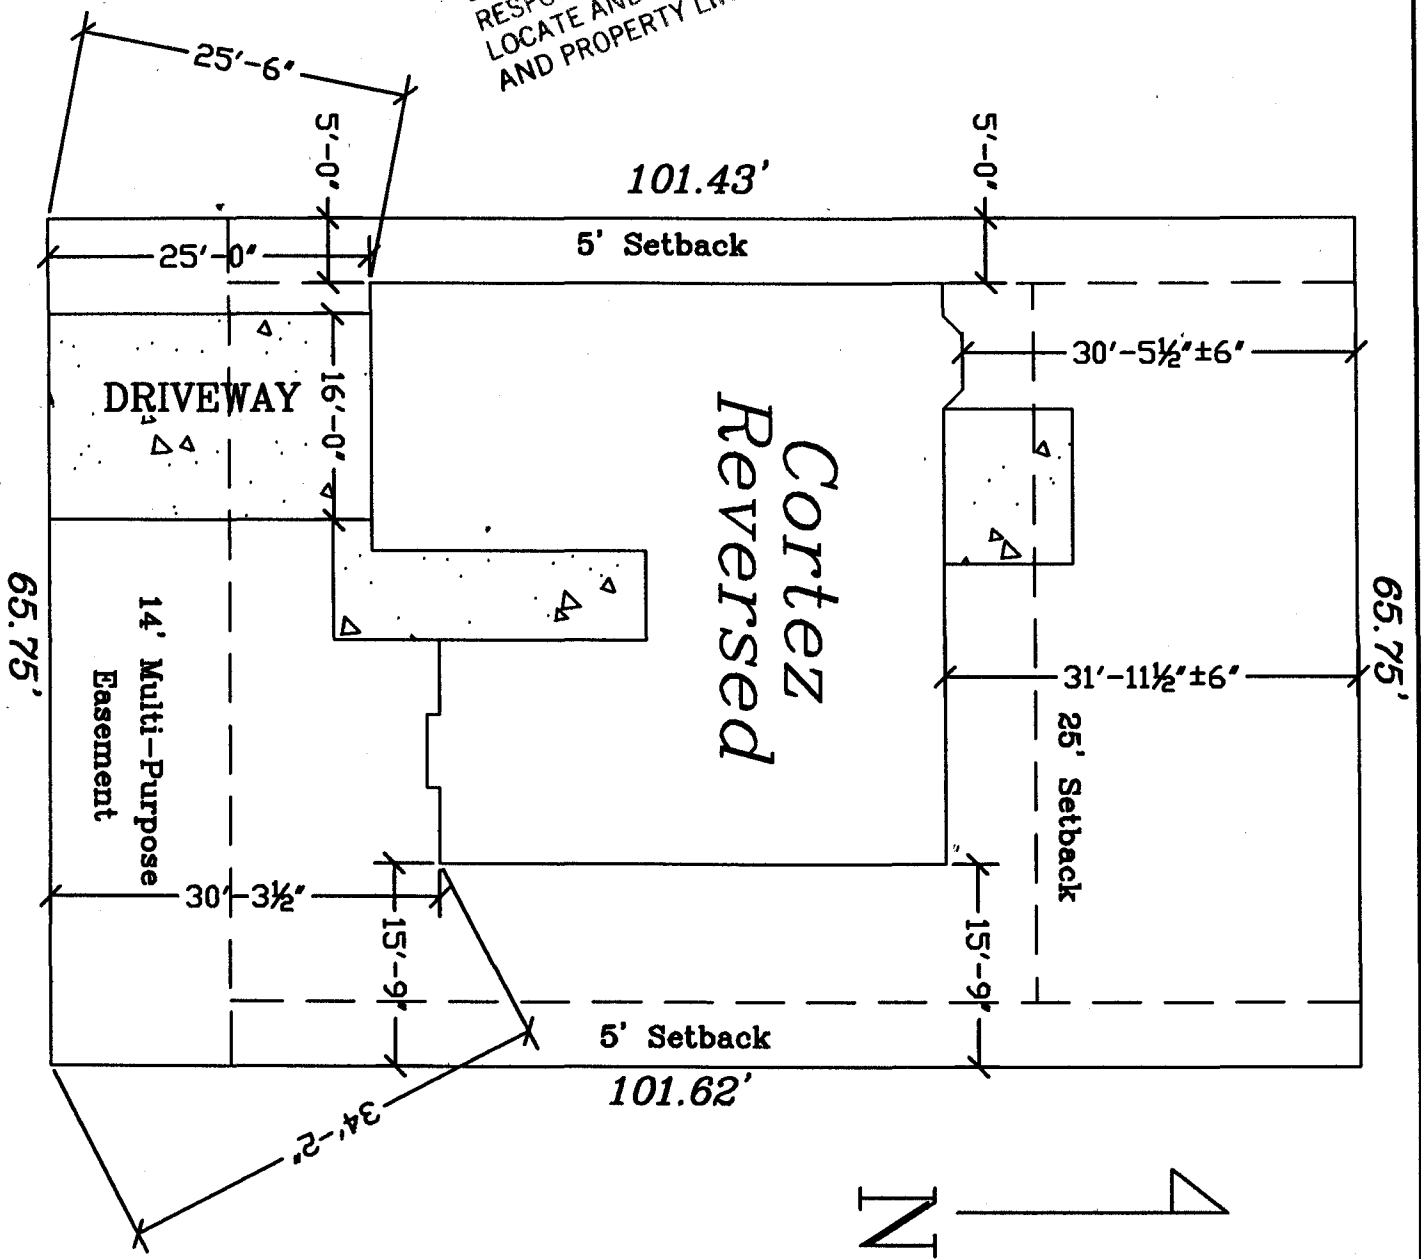 LOCATE AND
AND PROPERTY
25'-6"
5'-0"
5'-0"
101.43'
5' Setback
25'-0"
30'-5½"±6"
DRIVEWAY
16'-0"
Cortez
Reversed
65.75'
65.75'
14' Multi-Purpose
Easement
31'-11½"±6"
25' Setback
30'-3½"
15'-9"
15'-9"
5' Setback
101.62'
34'-2"
N